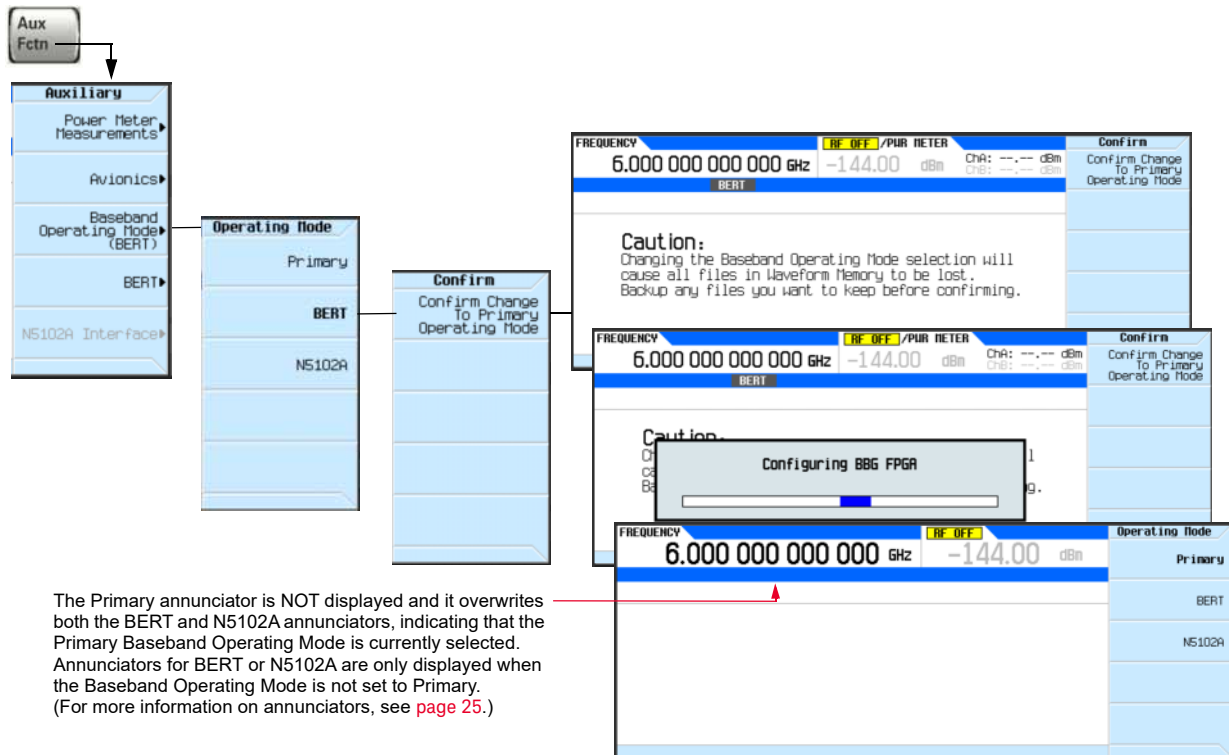 Aux
Fctn
Auxiliary
Power Meter
Measurements
Avionics
Baseband
Operating Mode
(BERT)
BERT
N5102A Interface
Operating Mode
Primary
BERT
N5102A
Confirm
Confirm Change
To Primary
Operating Mode
FREQUENCY
RF OFF /PWR METER
6.000 000 000 000 GHz
-144.00 dBm
ChA: --.-- dBm
ChB: --.-- dBm
BERT
Confirm
Confirm Change
To Primary
Operating Mode
Caution:
Changing the Baseband Operating Mode selection will
cause all files in Waveform Memory to be lost.
Backup any files you want to keep before confirming.
FREQUENCY
RF OFF /PWR METER
6.000 000 000 000 GHz
-144.00 dBm
ChA: --.-- dBm
ChB: --.-- dBm
BERT
Confirm
Confirm Change
To Primary
Operating Mode
Caution:
Configuring BBG FPGA
FREQUENCY
RF OFF
6.000 000 000 000 GHz
-144.00 dBm
Operating Mode
Primary
BERT
N5102A
The Primary annunciator is NOT displayed and it overwrites
both the BERT and N5102A annunciators, indicating that the
Primary Baseband Operating Mode is currently selected.
Annunciators for BERT or N5102A are only displayed when
the Baseband Operating Mode is not set to Primary.
(For more information on annunciators, see page 25.)